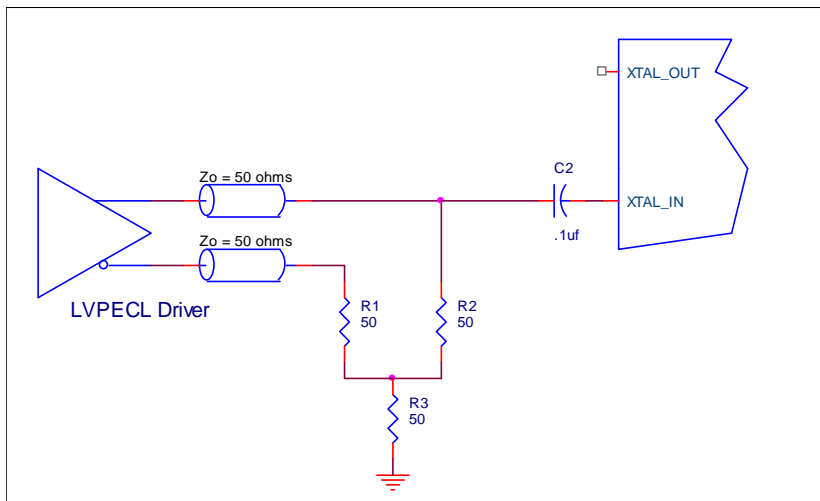 XTAL_OUT
C2
Zo = 50 ohms
XTAL_IN
.1uf
Zo = 50 ohms
LVPECL Driver
R1
50
R2
50
R3
50